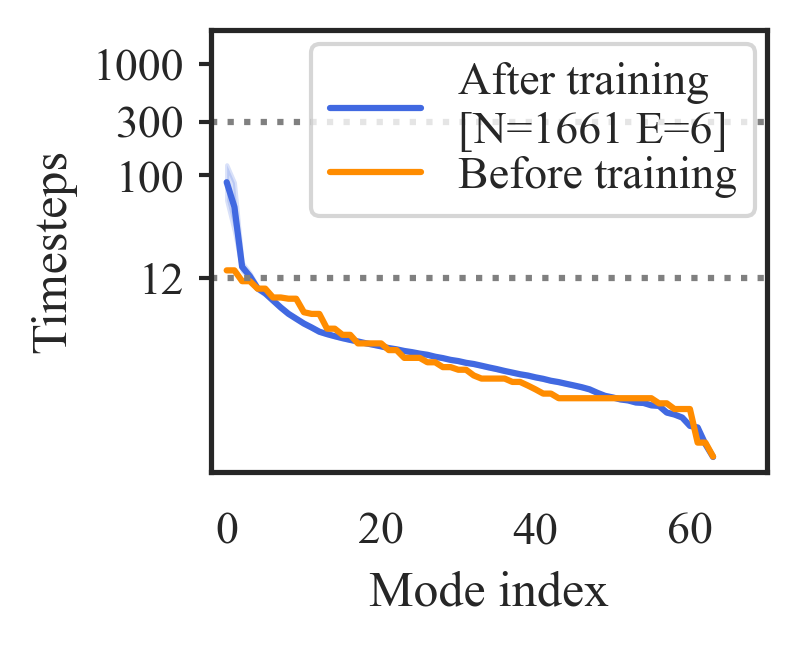 1000
300
100
12
Timesteps
After training
[N=1661 E=6]
Before training
0 20 40 60
Mode index